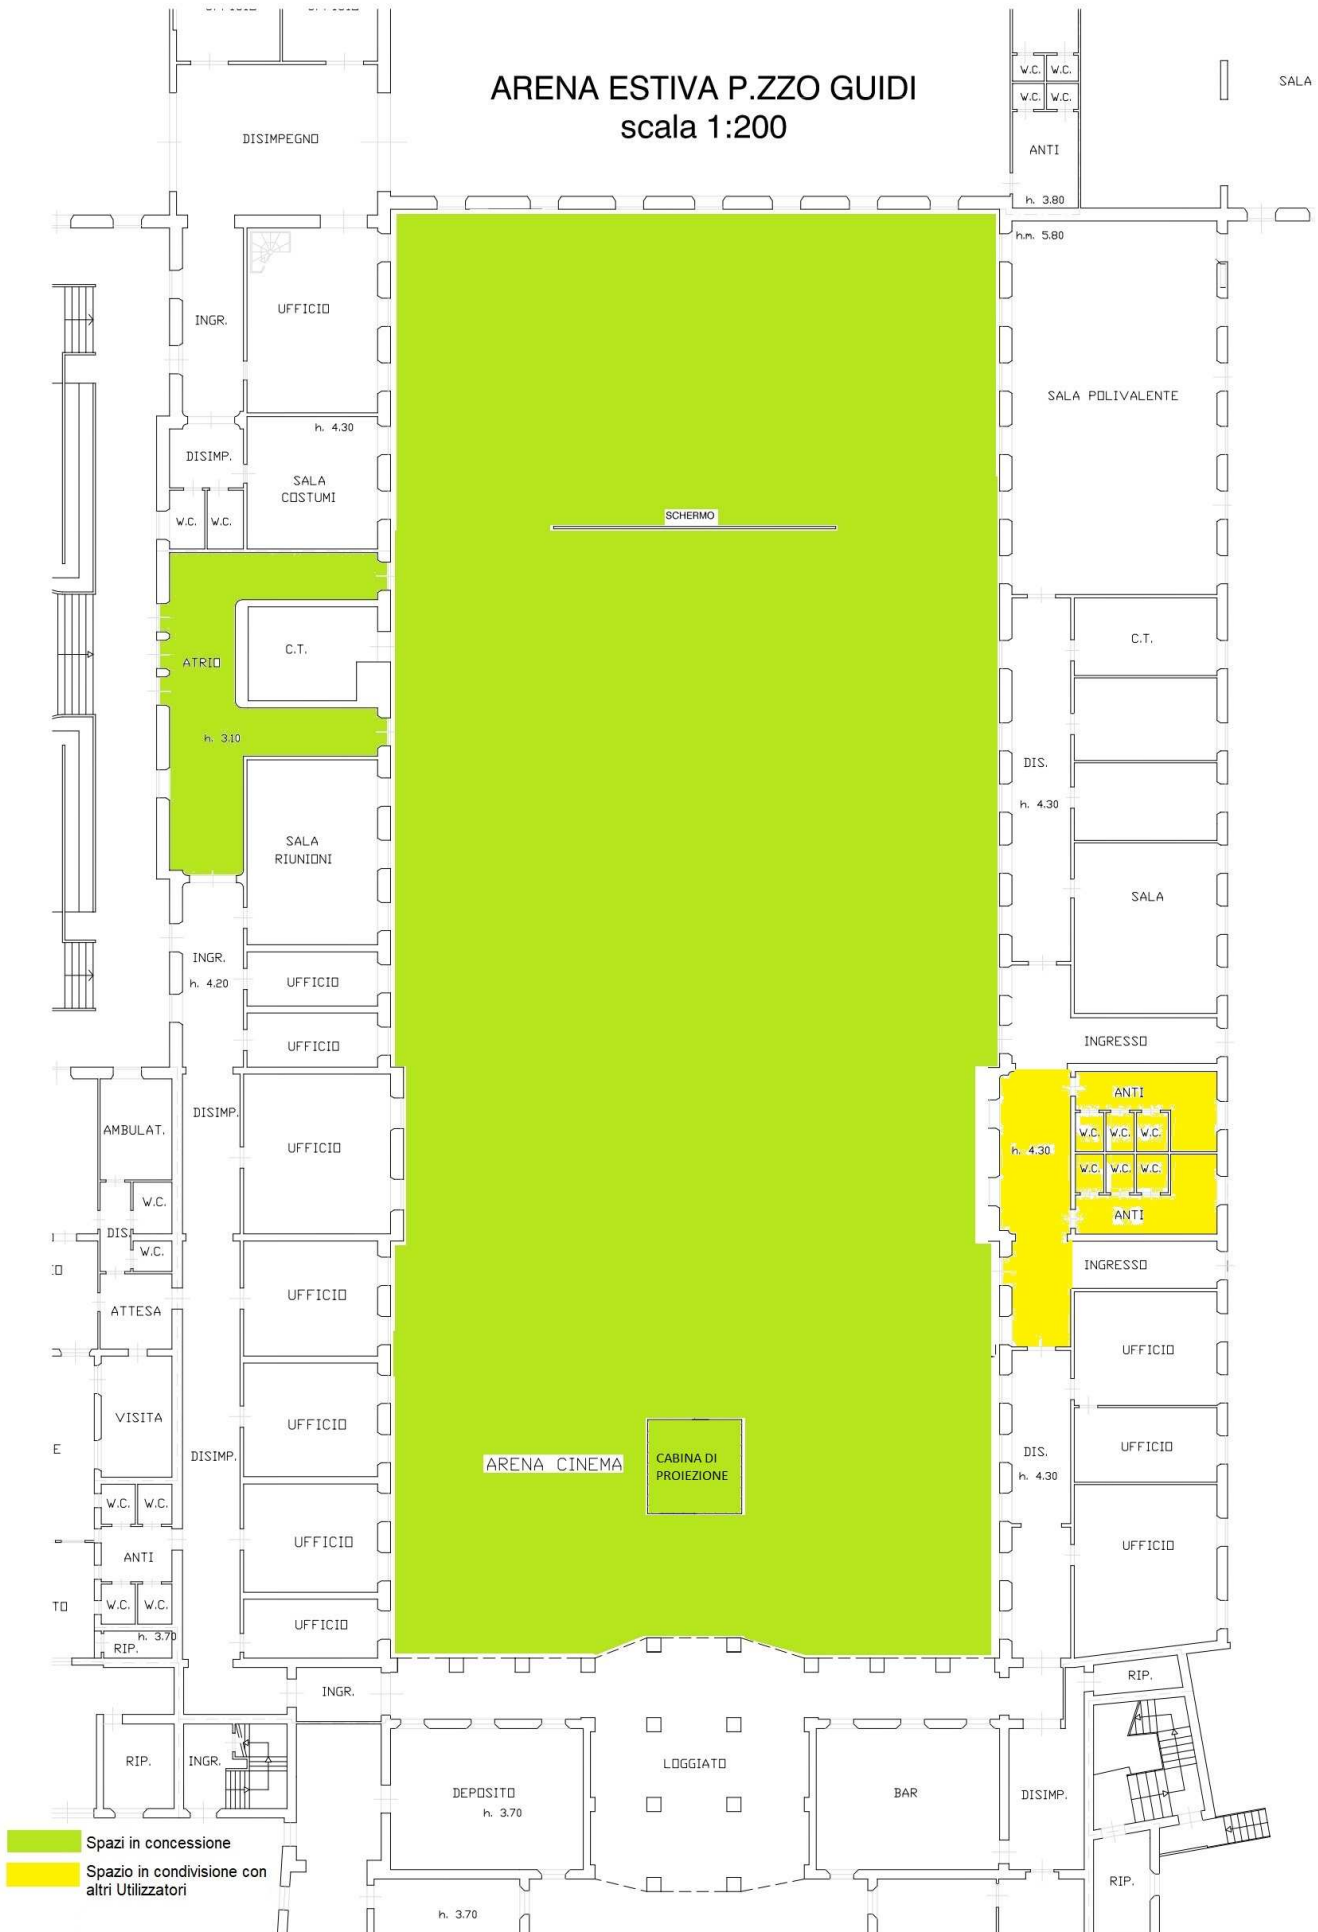 ARENA ESTIVA P.ZZO GUIDI
scala 1:200
W.C. W.C.
W.C. W.C.
SALA
DISIMPEGNO
ANTI
h. 3.80
h.m. 5.80
UFFICIO
INGR.
SALA POLIVALENTE
h. 4.30
DISIMP.
SALA
COSTUMI
W.C. W.C.
SCHERMO
C.T.
C.T.
ATRIO
h. 3.10
DIS.
h. 4.30
SALA
RIUNIONI
SALA
INGR.
h. 4.20
UFFICIO
UFFICIO
INGRESSO
ANTI
DISIMP.
AMBULAT.
W.C. W.C. W.C.
UFFICIO
h. 4.30
W.C. W.C. W.C.
W.C.
ANTI
DIS.
W.C.
INGRESSO
UFFICIO
ATTESA
UFFICIO
VISITA
UFFICIO
E
DISIMP.
ARENA CINEMA
CABINA DI
PROIEZIONE
UFFICIO
DIS.
h. 4.30
W.C. W.C.
UFFICIO
UFFICIO
ANTI
TO
W.C. W.C.
UFFICIO
h. 3.70
RIP.
INGR.
RIP.
RIP.
INGR.
LOGGIATO
DEPOSITO
h. 3.70
BAR
DISIMP.
Spazi in concessione
Spazio in condivisione con
altri Utilizzatori
RIP.
h. 3.70